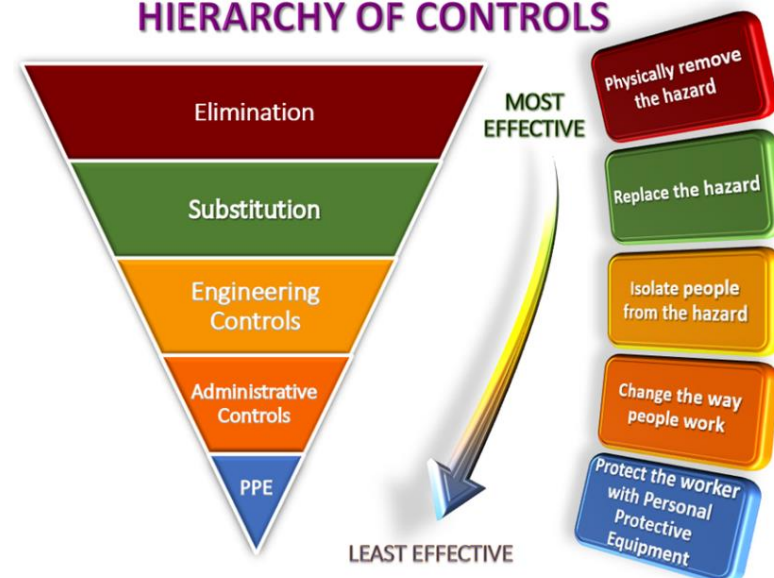 HIERARCHY OF CONTROLS
Elimination
Substitution
Engineering
Controls
Administrative
Controls
PPE
MOST
EFFECTIVE
LEAST EFFECTIVE
Physically remove
the hazard
Replace the hazard
Isolate people
from the hazard
Change the way
people work
Protect the worker
with Personal
Protective
Equipment